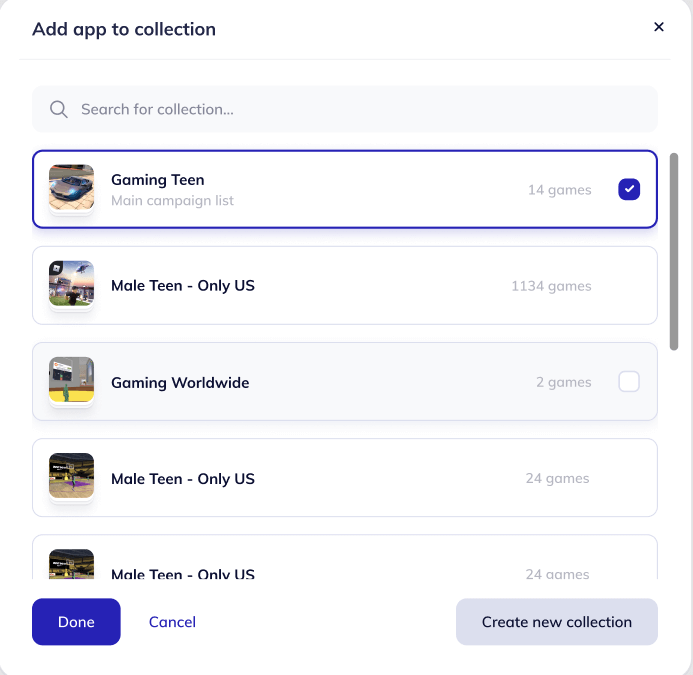 Add app to collection
Search for collection...
Gaming Teen
Main campaign list
14 games
Male Teen - Only US
1134 games
Gaming Worldwide
2 games
Male Teen - Only US
24 games
Male Teen - Only US
24 games
Done
Cancel
Create new collection